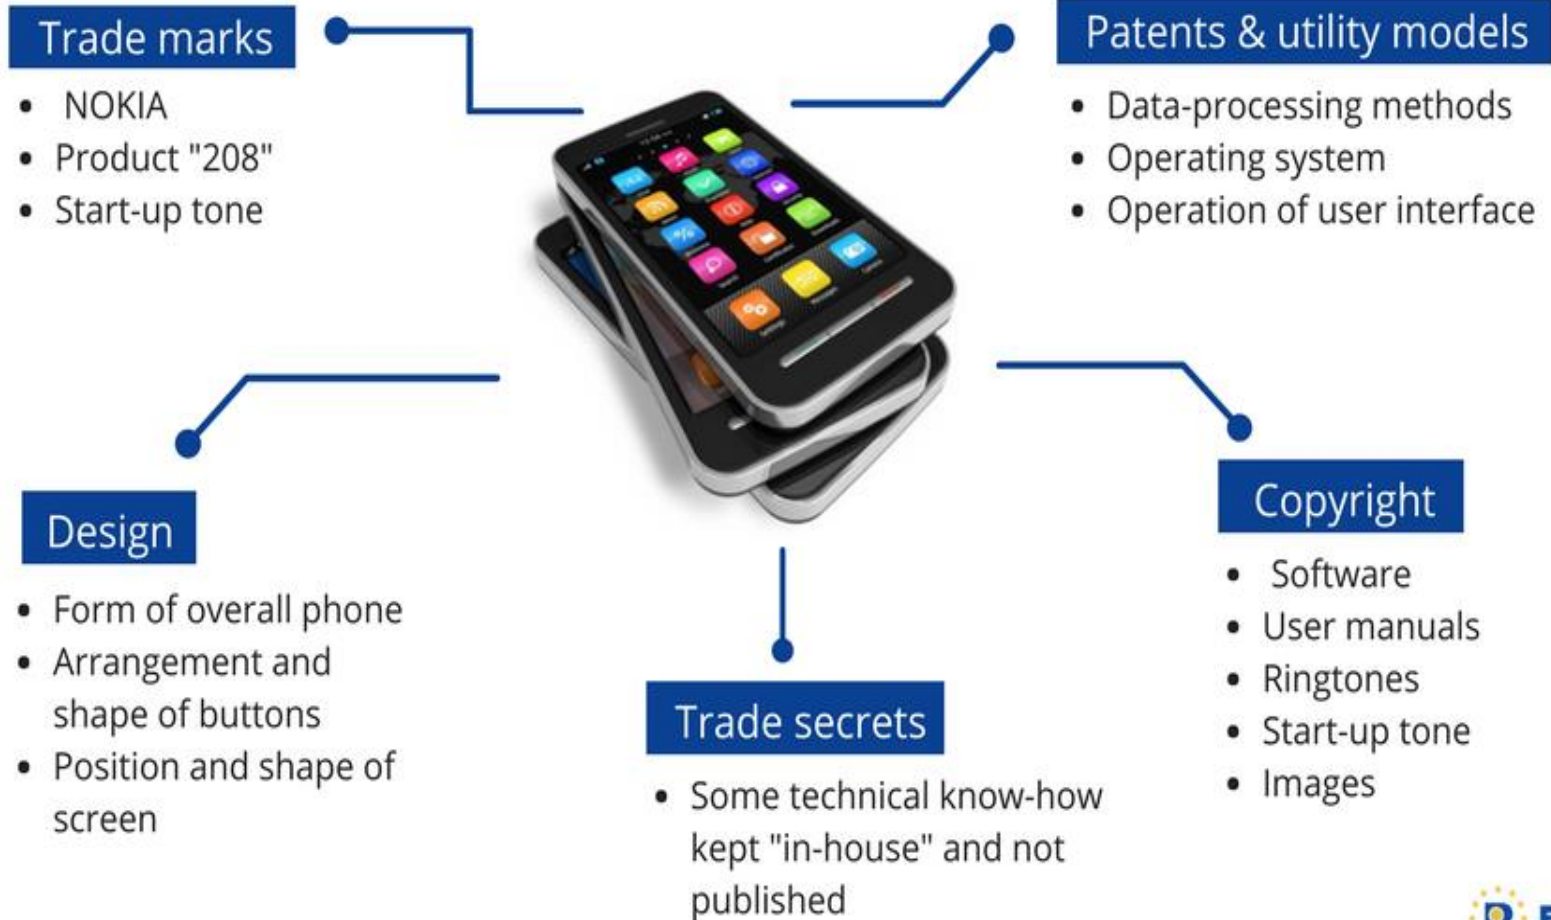 Trade marks
• NOKIA
• Product "208"
• Start-up tone
Patents & utility models
• Data-processing methods
• Operating system
• Operation of user interface
Design
• Form of overall phone
• Arrangement and
shape of buttons
• Position and shape of
screen
Trade secrets
• Some technical know-how
kept "in-house" and not
published
Copyright
• Software
• User manuals
• Ringtones
• Start-up tone
• Images
Settings